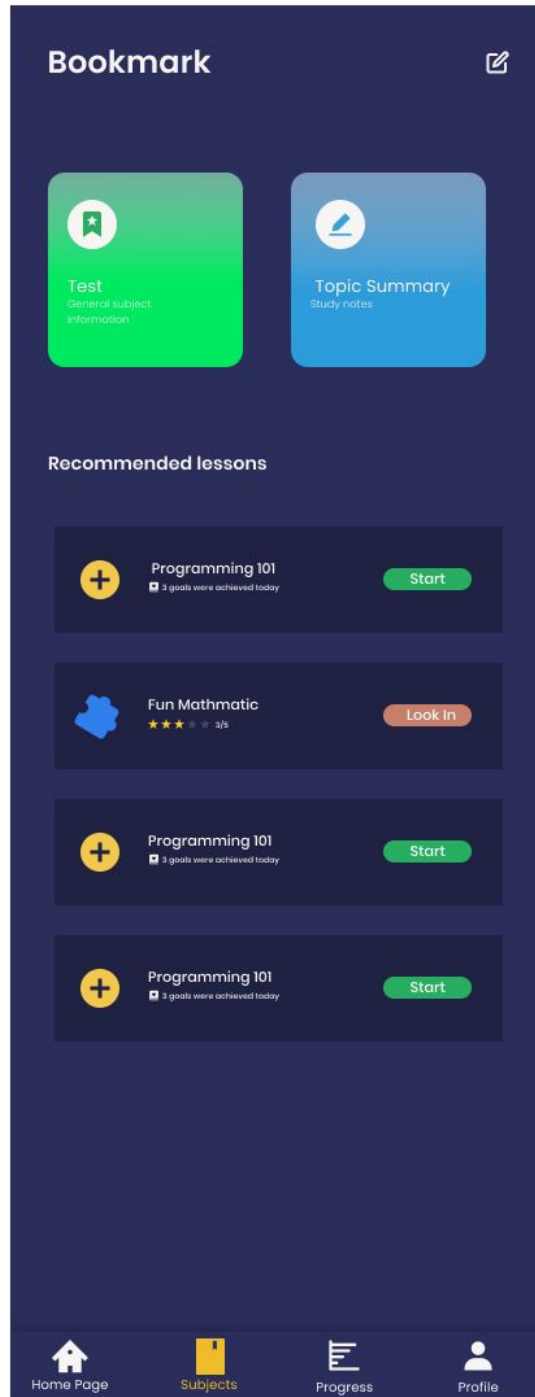 Bookmark
Test
General subject
information
Topic Summary
Study notes
Recommended lessons
Programming 101
3 goals were achieved today
Start
Fun Mathmatic
3/5
Look In
Programming 101
3 goals were achieved today
Start
Programming 101
3 goals were achieved today
Start
Home Page
Subjects
Progress
Profile